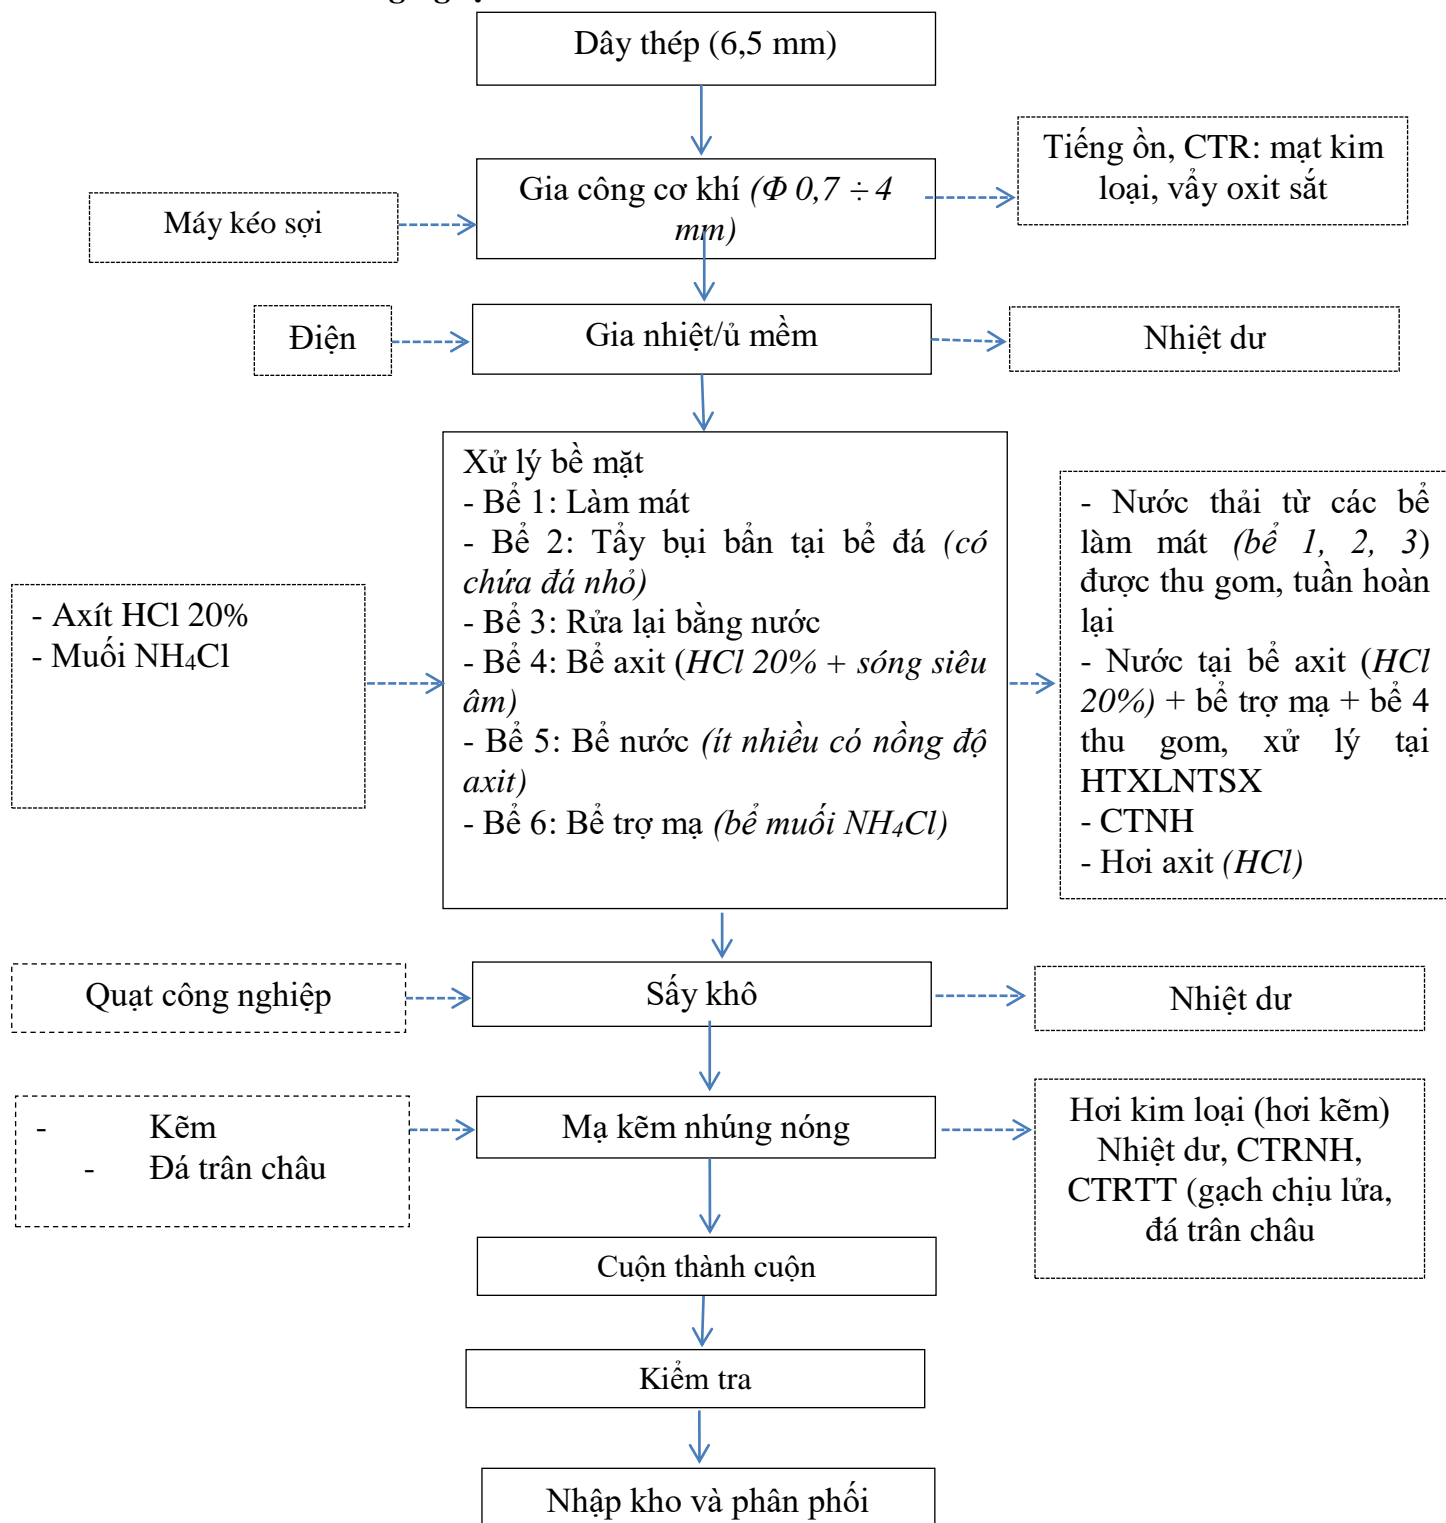 Dây thép (6,5 mm)
Tiếng ồn, CTR: mạt kim
loại, vẩy oxit sắt
Gia công cơ khí (Φ 0,7 ÷ 4
mm)
Máy kéo sợi
Điện
Gia nhiệt/ủ mềm
Nhiệt dư
Xử lý bề mặt
- Bể 1: Làm mát
- Bể 2: Tẩy bụi bẩn tại bể đá (có
chứa đá nhỏ)
- Bể 3: Rửa lại bằng nước
- Bể 4: Bể axit (HCl 20% + sóng siêu
âm)
- Bể 5: Bể nước (ít nhiều có nồng độ
axit)
- Bể 6: Bể trợ mạ (bể muối NH₄Cl)
- Axít HCl 20%
- Muối NH₄Cl
- Nước thải từ các bể
làm mát (bể 1, 2, 3)
được thu gom, tuần hoàn
lại
- Nước tại bể axit (HCl
20%) + bể trợ mạ + bể 4
thu gom, xử lý tại
HTXLNTSX
- CTNH
- Hơi axit (HCl)
Quạt công nghiệp
Sấy khô
Nhiệt dư
- Kẽm
- Đá trân châu
Mạ kẽm nhúng nóng
Hơi kim loại (hơi kẽm)
Nhiệt dư, CTRNH,
CTRTT (gạch chịu lửa,
đá trân châu
Cuộn thành cuộn
Kiểm tra
Nhập kho và phân phối